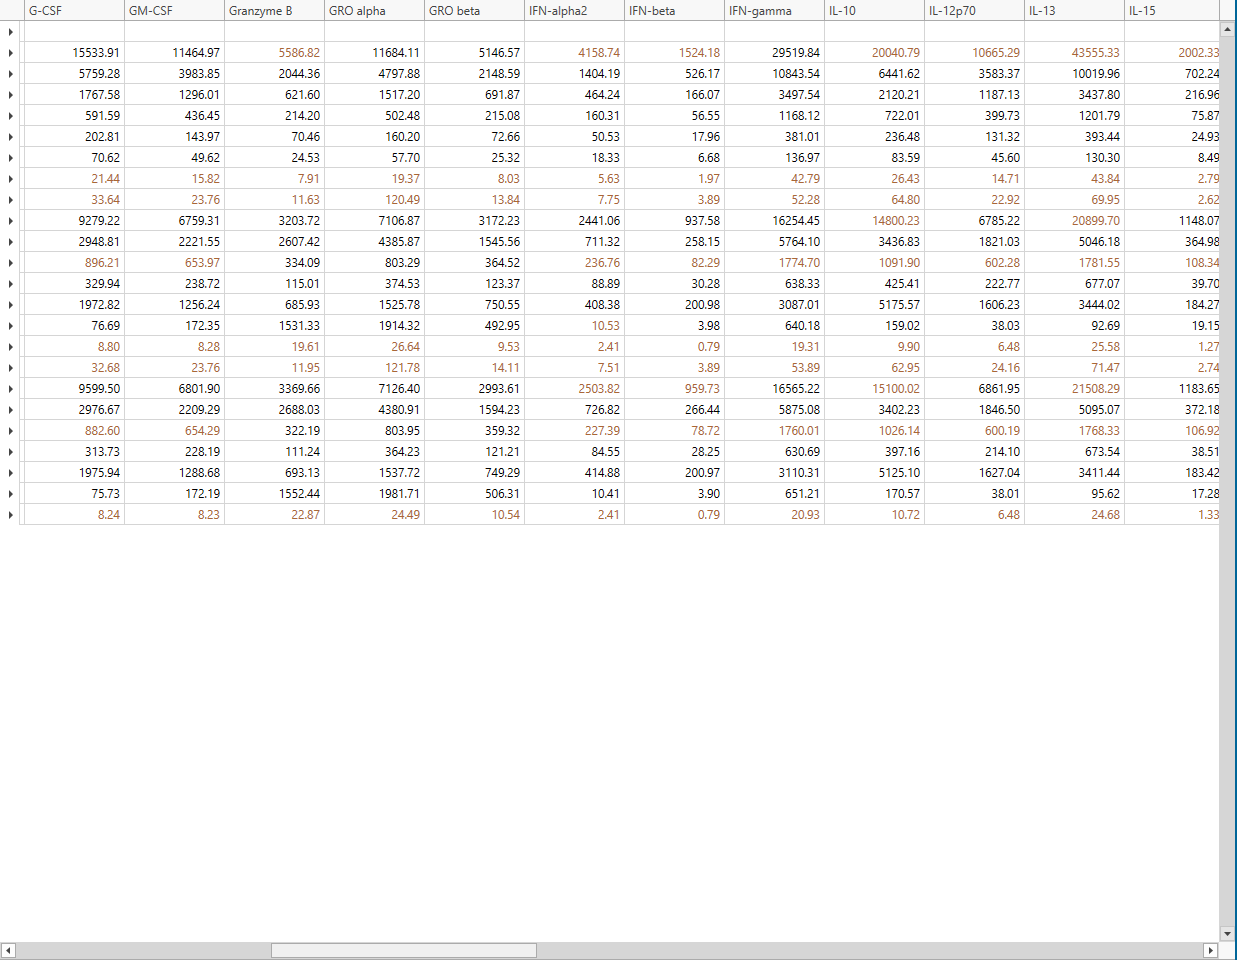 G-CSF GM-CSF Granzyme B GRO alpha GRO beta IFN-alpha2 IFN-beta IFN-gamma IL-10 IL-12p70 IL-13 IL-15
15533.91 11464.97 5586.82 11684.11 5146.57 4158.74 1524.18 29519.84 20040.79 10665.29 43555.33 2002.33
5759.28 3983.85 2044.36 4797.88 2148.59 1404.19 526.17 10843.54 6441.62 3583.37 10019.96 702.24
1767.58 1296.01 621.60 1517.20 691.87 464.24 166.07 3497.54 2120.21 1187.13 3437.80 216.96
591.59 436.45 214.20 502.48 215.08 160.31 56.55 1168.12 722.01 399.73 1201.79 75.87
202.81 143.97 70.46 160.20 72.66 50.53 17.96 381.01 236.48 131.32 393.44 24.93
70.62 49.62 24.53 57.70 25.32 18.33 6.68 136.97 83.59 45.60 130.30 8.49
21.44 15.82 7.91 19.37 8.03 5.63 1.97 42.79 26.43 14.71 43.84 2.79
33.64 23.76 11.63 120.49 13.84 7.75 3.89 52.28 64.80 22.92 69.95 2.62
9279.22 6759.31 3203.72 7106.87 3172.23 2441.06 937.58 16254.45 14800.23 6785.22 20899.70 1148.07
2948.81 2221.55 2607.42 4385.87 1545.56 711.32 258.15 5764.10 3436.83 1821.03 5046.18 364.98
896.21 653.97 334.09 803.29 364.52 236.76 82.29 1774.70 1091.90 602.28 1781.55 108.34
329.94 238.72 115.01 374.53 123.37 88.89 30.28 638.33 425.41 222.77 677.07 39.70
1972.82 1256.24 685.93 1525.78 750.55 408.38 200.98 3087.01 5175.57 1606.23 3444.02 184.27
76.69 172.35 1531.33 1914.32 492.95 10.53 3.98 640.18 159.02 38.03 92.69 19.15
8.80 8.28 19.61 26.64 9.53 2.41 0.79 19.31 9.90 6.48 25.58 1.27
32.68 23.76 11.95 121.78 14.11 7.51 3.89 53.89 62.95 24.16 71.47 2.74
9599.50 6801.90 3369.66 7126.40 2993.61 2503.82 959.73 16565.22 15100.02 6861.95 21508.29 1183.65
2976.67 2209.29 2688.03 4380.91 1594.23 726.82 266.44 5875.08 3402.23 1846.50 5095.07 372.18
882.60 654.29 322.19 803.95 359.32 227.39 78.72 1760.01 1026.14 600.19 1768.33 106.92
313.73 228.19 111.24 364.23 121.21 84.55 28.25 630.69 397.16 214.10 673.54 38.51
1975.94 1288.68 693.13 1537.72 749.29 414.88 200.97 3110.31 5125.10 1627.04 3411.44 183.42
75.73 172.19 1552.44 1981.71 506.31 10.41 3.90 651.21 170.57 38.01 95.62 17.28
8.24 8.23 22.87 24.49 10.54 2.41 0.79 20.93 10.72 6.48 24.68 1.33